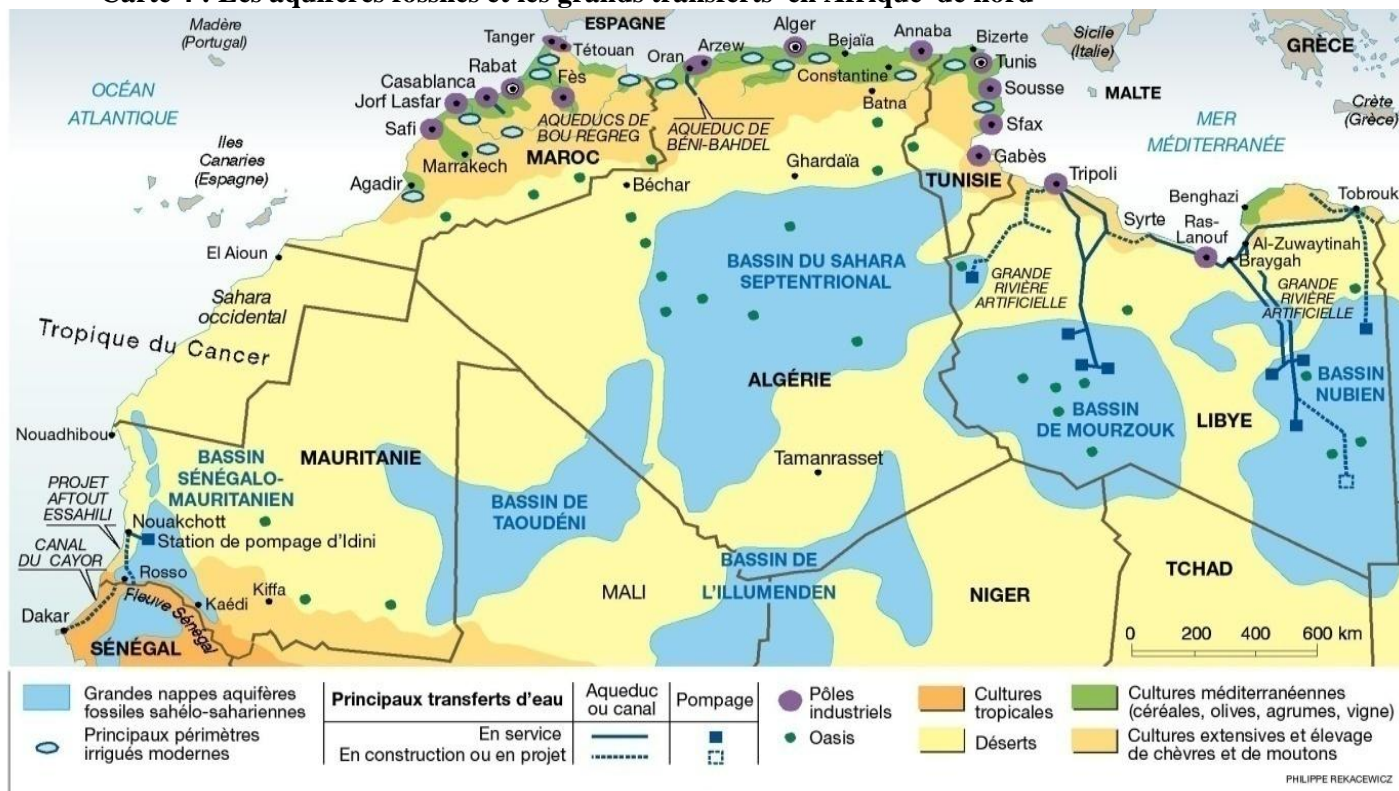 Carte 4 : Les aquifères fossiles et les grands transferts en Afrique de nord
Madère
(Portugal)
ESPAGNE
Sicile
(Italie)
GRÈCE
Crète
(Grèce)
MALTE
OCÉAN
ATLANTIQUE
MER
MÉDITERRANÉE
Iles
Canaries
(Espagne)
Tanger
Tétouan
Rabat
Casablanca
Jorf Lasfar
Safi
Fès
Marrakech
Agadir
AQUEDUCS DE
BOU REGREG
MAROC
Oran
Arzew
Alger
Bejaïa
Annaba
Constantine
Batna
AQUEDUC DE
BÉNI-BAHDEL
Ghardaïa
Béchar
Bizerte
Tunis
Sousse
Sfax
Gabès
TUNISIE
Tripoli
Syrte
Ras-
Lanouf
Benghazi
Tobrouk
Al-Zuwaytinah
Braygah
El Aioun
Sahara
occidental
Tropique du Cancer
BASSIN DU SAHARA
SEPTENTRIONAL
GRANDE
RIVIÈRE
ARTIFICIELLE
GRANDE
RIVIÈRE
ARTIFICIELLE
ALGÉRIE
BASSIN
DE MOURZOUK
LIBYE
BASSIN
NUBIEN
Nouadhibou
BASSIN
SÉNÉGALO-
MAURITANIEN
MAURITANIE
Tamanrasset
BASSIN DE
TAOUDÉNI
PROJET
AFTOUT
ESSAHILI
Nouakchott
Station de pompage d'Idini
CANAL
DU CAYOR
Rosso
Kaédi
Kiffa
Fleuve Sénégal
Dakar
SÉNÉGAL
MALI
BASSIN DE
L'ILLUMENDEN
NIGER
TCHAD
0 200 400 600 km
Grandes nappes aquifères
fossiles sahélo-sahariennes
Principaux périmètres
irrigués modernes
Principaux transferts d'eau
Aqueduc
ou canal
Pompage
En service
En construction ou en projet
Pôles
industriels
Oasis
Cultures
tropicales
Déserts
Cultures méditerranéennes
(céréales, olives, agrumes, vigne)
Cultures extensives et élevage
de chèvres et de moutons
PHILIPPE REKACEWICZ